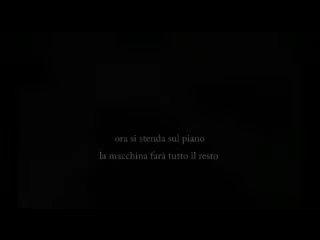 ora si stenda sul piano
la macchina farà tutto il resto